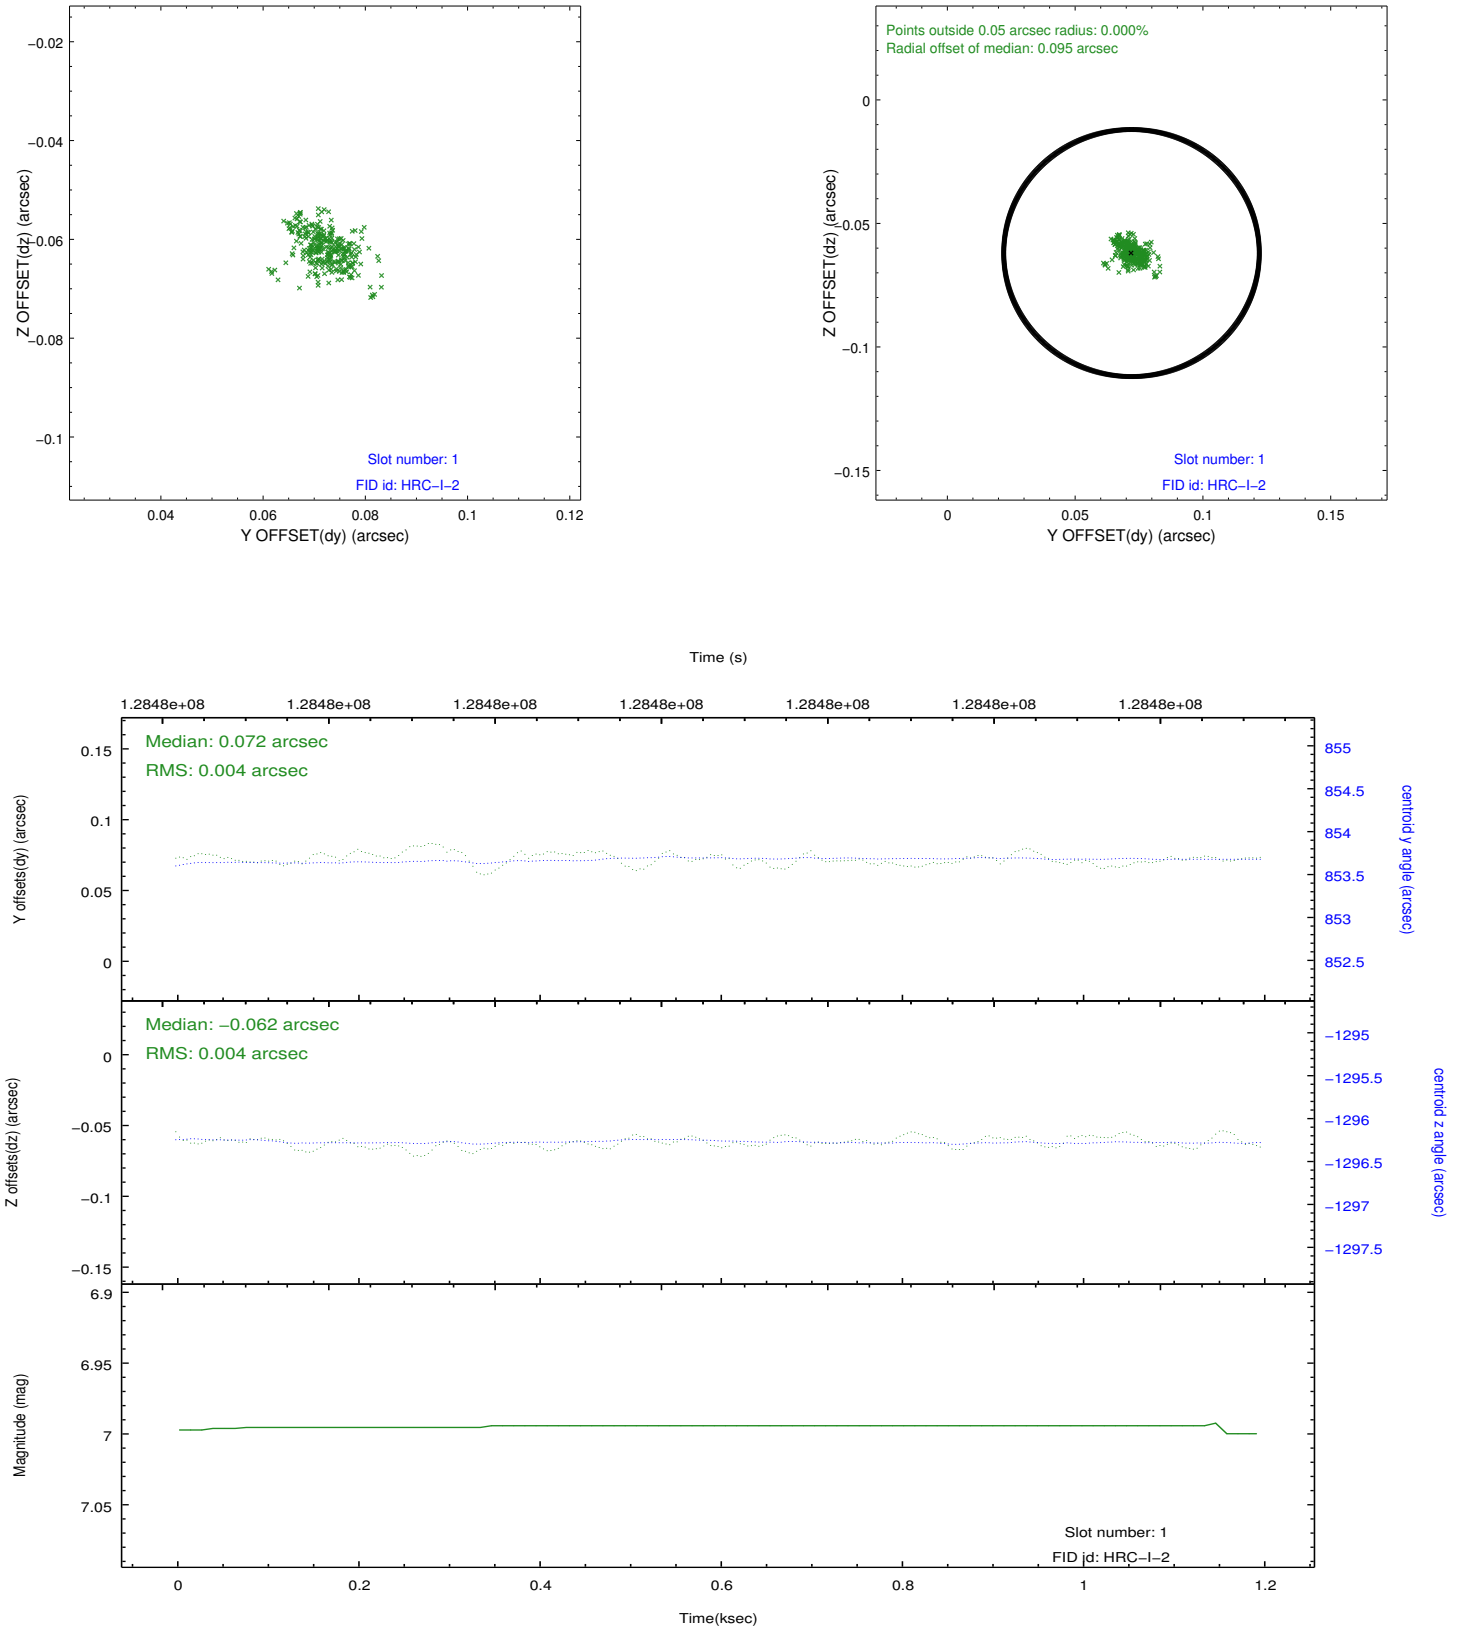 −0.02
−0.04
−0.06
−0.08
−0.1
Z OFFSET(dz) (arcsec)
Slot number: 1
FID id: HRC−I−2
0.04 0.06 0.08 0.1 0.12
Y OFFSET(dy) (arcsec)
Points outside 0.05 arcsec radius: 0.000%
Radial offset of median: 0.095 arcsec
0
−0.05
−0.1
−0.15
Z OFFSET(dz) (arcsec)
Slot number: 1
FID id: HRC−I−2
0 0.05 0.1 0.15
Y OFFSET(dy) (arcsec)
Time (s)
1.2848e+08 1.2848e+08 1.2848e+08 1.2848e+08 1.2848e+08 1.2848e+08 1.2848e+08
Median: 0.072 arcsec
RMS: 0.004 arcsec
0.15
0.1
0.05
0
Y offsets(dy) (arcsec)
855
854.5
854
853.5
853
852.5
centroid y angle (arcsec)
Median: −0.062 arcsec
RMS: 0.004 arcsec
0
−0.05
−0.1
−0.15
Z offsets(dz) (arcsec)
−1295
−1295.5
−1296
−1296.5
−1297
−1297.5
centroid z angle (arcsec)
6.9
6.95
7
7.05
Magnitude (mag)
Slot number: 1
FID id: HRC−I−2
0 0.2 0.4 0.6 0.8 1 1.2
Time(ksec)